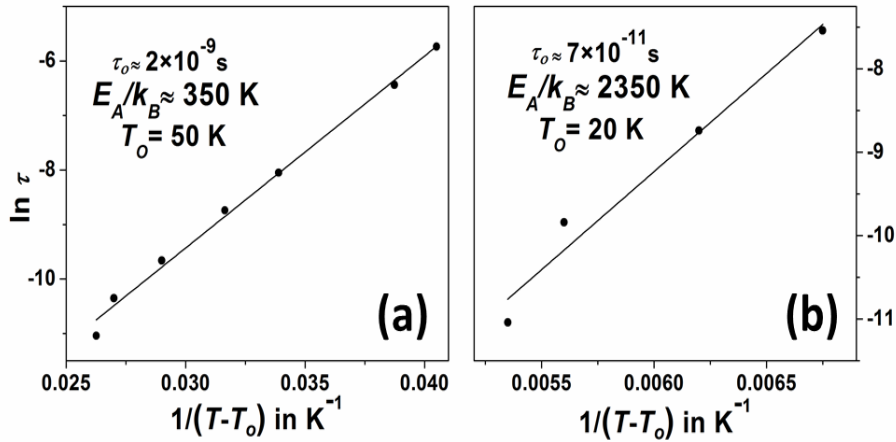 τo≈ 2×10⁻⁹s
EA/kB≈ 350 K
TO= 50 K
-6
-8
-10
ln τ
(a)
0.025 0.030 0.035 0.040
1/(T-To) in K⁻¹
τo≈ 7×10⁻¹¹s
EA/kB≈ 2350 K
TO= 20 K
-8
-9
-10
-11
(b)
0.0055 0.0060 0.0065
1/(T-To) in K⁻¹